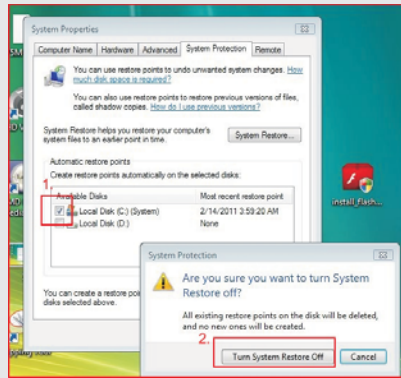 System Properties
Computer Name
Hardware
Advanced
System Protection
Remote
You can use restore points to undo unwanted system changes. How
much disk space is required?
You can also use restore points to restore previous versions of files,
called shadow copies. How do I use previous versions?
System Restore helps you restore your computer's
system files to an earlier point in time.
System Restore...
Automatic restore points
Create restore points automatically on the selected disks:
1
Available Disks
Most recent restore point
Local Disk (C:) (System)
2/14/2011 3:59:20 AM
Local Disk (D:)
None
install_flash...
You can create a restore
disks selected above.
System Protection
Are you sure you want to turn System
Restore off?
All existing restore points on the disk will be deleted,
and no new ones will be created.
2.
Turn System Restore Off
Cancel